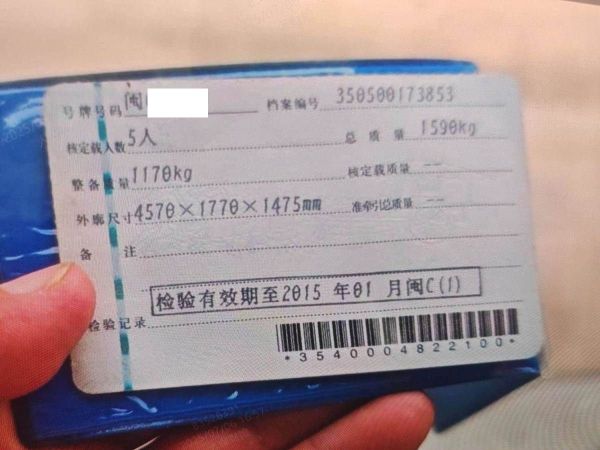 号牌号码 闽 档案编号 350500173853
核定载人数 5人 总质量 1590kg
整备质量 1170kg 核定载质量 --
外廓尺寸 4570×1770×1475mm 准牵引总质量 --
备注
检验有效期至2015 年01 月闽C(1)
检验记录
*3540004822100*